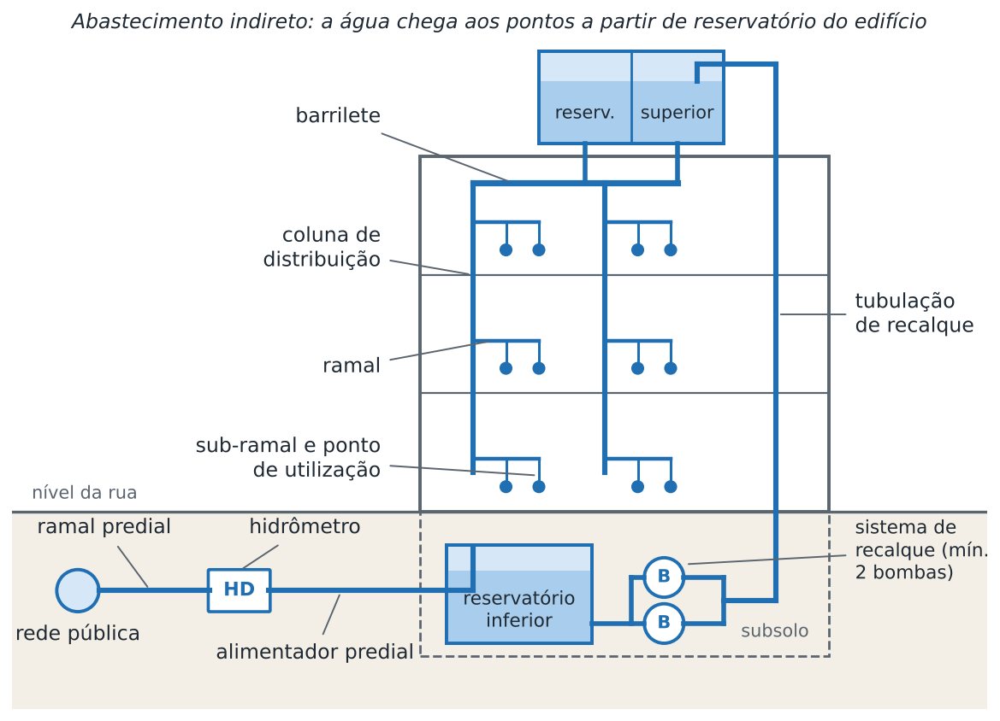 Abastecimento indireto: a água chega aos pontos a partir de reservatório do edifício
reserv.
superior
barrilete
coluna de
distribuição
tubulação
de recalque
ramal
sub-ramal e ponto
de utilização
nível da rua
ramal predial
hidrômetro
sistema de
recalque (mín.
2 bombas)
HD
B
reservatório
inferior
B
subsolo
rede pública
alimentador predial